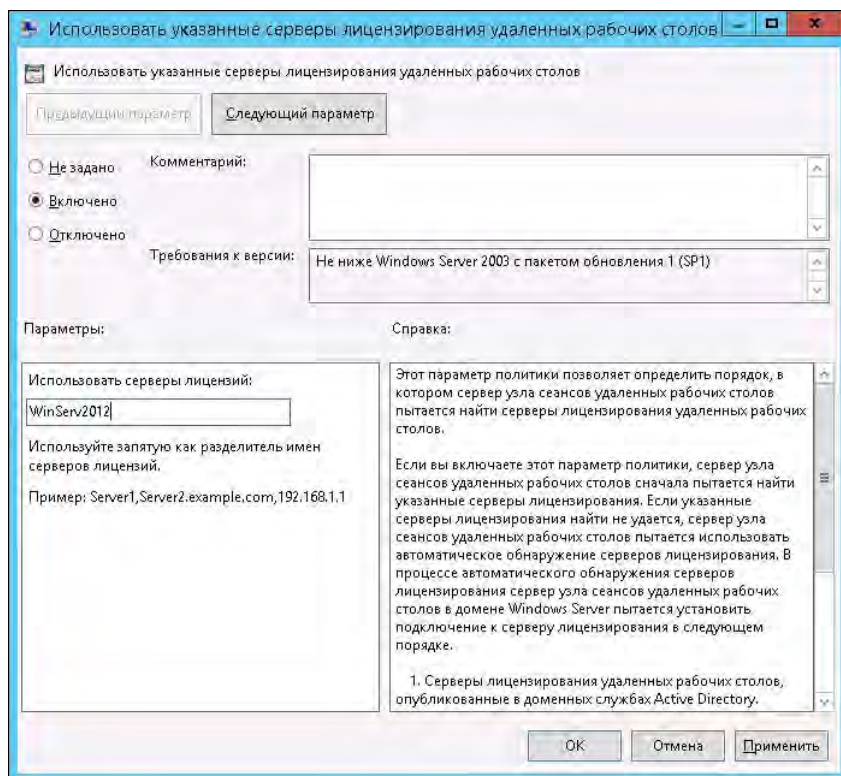 Использовать указанные серверы лицензирования удаленных рабочих столов
Использовать указанные серверы лицензирования удаленных рабочих столов
Предыдущий параметр
Следующий параметр
Не задано
Включено
Отключено
Комментарий:
Требования к версии:
Не ниже Windows Server 2003 с пакетом обновления 1 (SP1)
Параметры:
Справка:
Использовать серверы лицензий:
WinServ2012
Используйте запятую как разделитель имен
серверов лицензий.
Пример: Server1,Server2.example.com,192.168.1.1
Этот параметр политики позволяет определить порядок, в
котором сервер узла сеансов удаленных рабочих столов
пытается найти серверы лицензирования удаленных рабочих
столов.
Если вы включаете этот параметр политики, сервер узла
сеансов удаленных рабочих столов сначала пытается найти
указанные серверы лицензирования. Если указанные
серверы лицензирования найти не удается, сервер узла
сеансов удаленных рабочих столов пытается использовать
автоматическое обнаружение серверов лицензирования. В
процессе автоматического обнаружения серверов
лицензирования сервер узла сеансов удаленных рабочих
столов в домене Windows Server пытается установить
подключение к серверу лицензирования в следующем
порядке.
1. Серверы лицензирования удаленных рабочих столов,
опубликованные в доменных службах Active Directory.
OK
Отмена
Применить